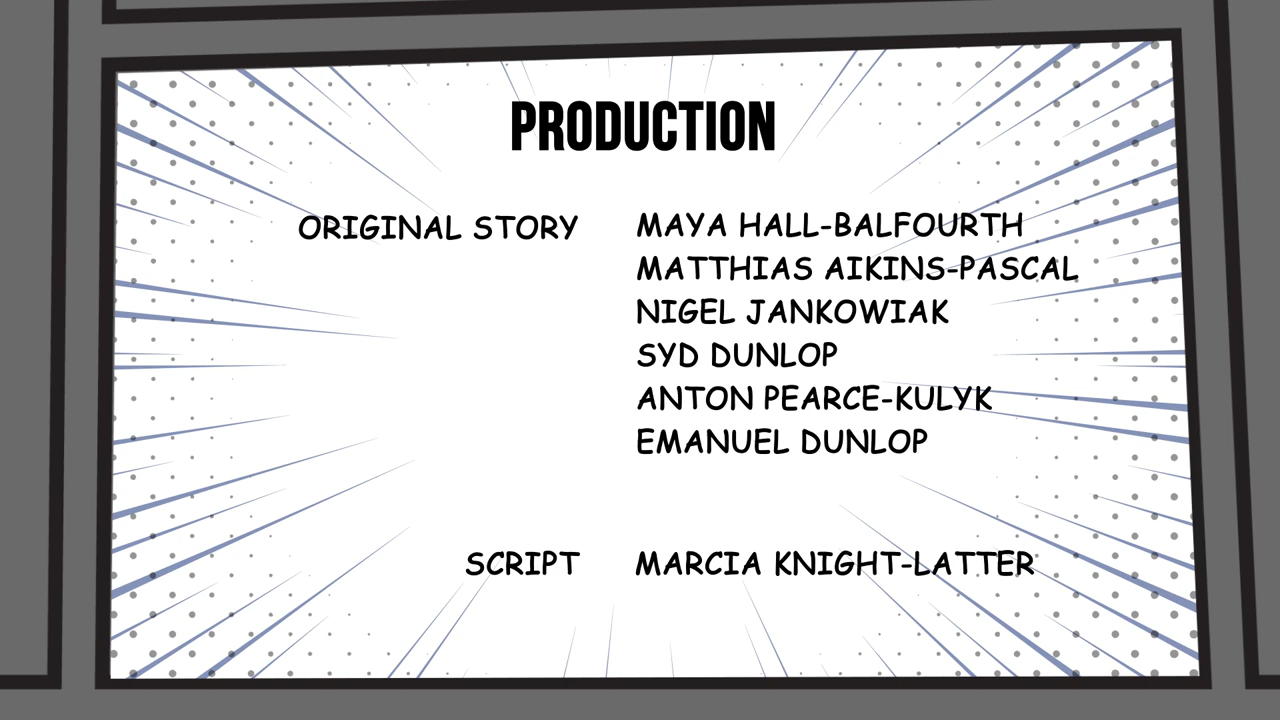 PRODUCTION
ORIGINAL STORY MAYA HALL-BALFOURTH
MATTHIAS AIKINS-PASCAL
NIGEL JANKOWIAK
SYD DUNLOP
ANTON PEARCE-KULYK
EMANUEL DUNLOP
SCRIPT MARCIA KNIGHT-LATTER